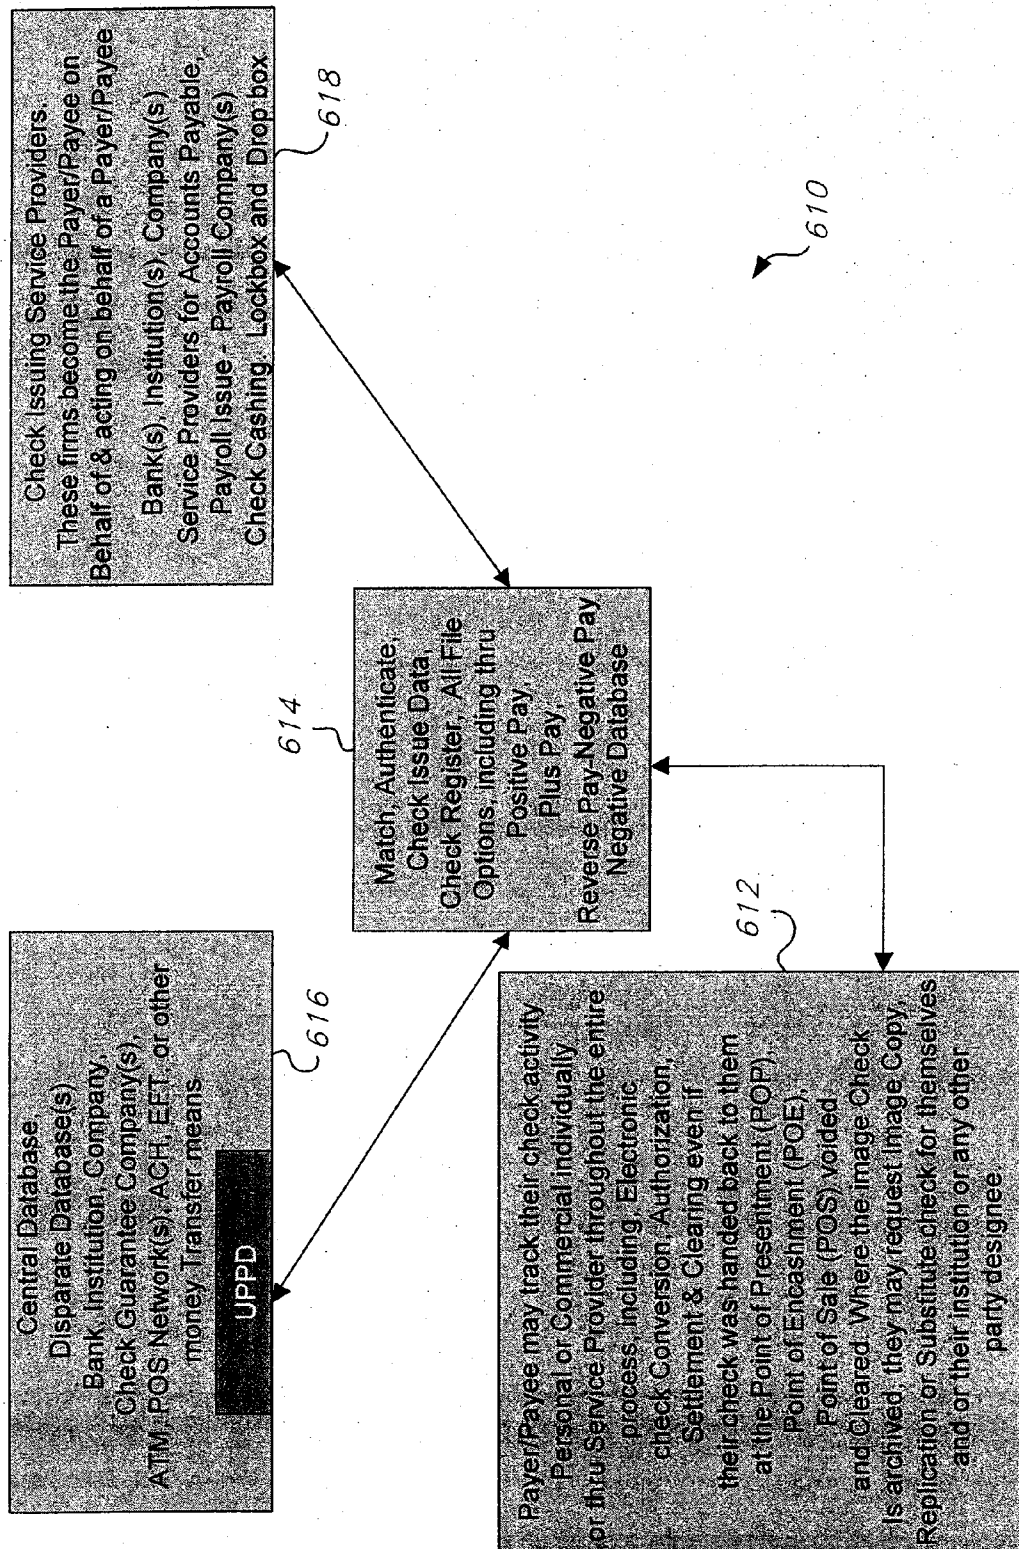 Central Database,
Disparate Database(s)
Bank, Institution, Company,
Check Guarantee Company(s),
ATM, POS Network(s), ACH, EFT. or other
money Transfer means
UPPD
616
Check Issuing Service Providers.
These firms become the Payer/Payee on
Behalf of & acting on behalf of a Payer/Payee
Bank(s), Institution(s), Company(s)
Service Providers for Accounts Payable,
Payroll Issue - Payroll Company(s)
Check Cashing. Lockbox and Drop box.
618
614
Match, Authenticate,
Check Issue Data,
Check Register, All File
Options, including thru
Positive Pay,
Plus Pay,
Reverse Pay-Negative Pay
Negative Database
610
612
Payer/Payee may track their check activity
Personal or Commercial individually
or thru Service Provider throughout the entire
process, including, Electronic
check Conversion, Authorization,
Settlement & Clearing even if
their check was handed back to them
at the Point of Presentment (POP),
Point of Encashment (POE),
Point of Sale (POS) voided
and Cleared. Where the image Check
Is archived, they may request Image Copy,
Replication or Substitute check for themselves
and or their institution or any other
party designee.